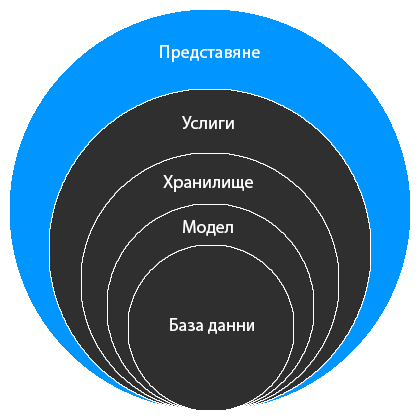 Представяне
Услиги
Хранилище
Модел
База данни